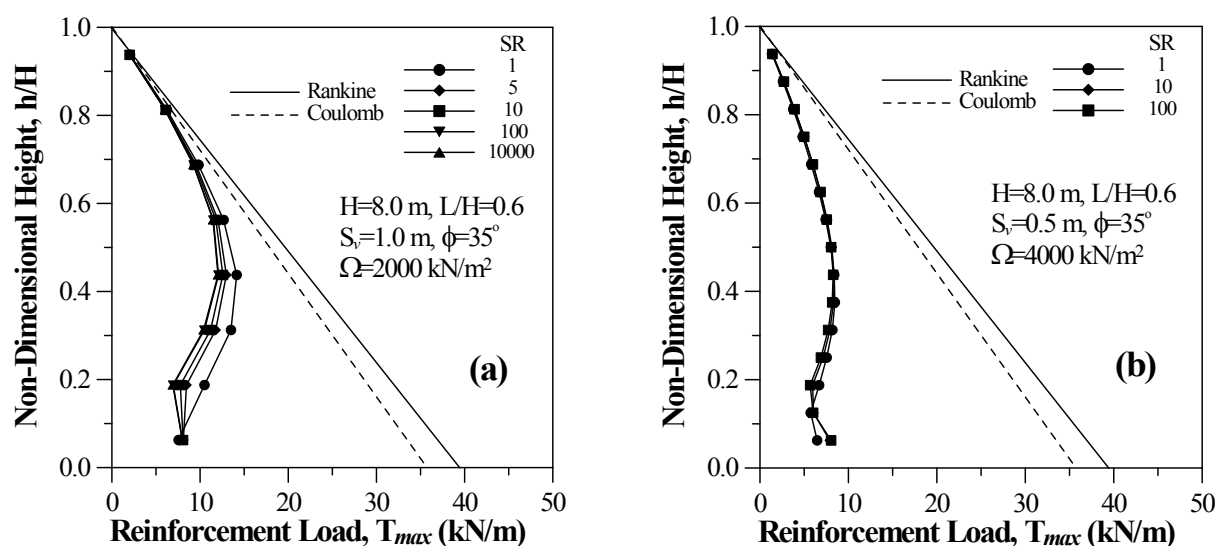 1.0
0.8
0.6
0.4
0.2
0.0
Non-Dimensional Height, h/H
0 10 20 30 40 50
Reinforcement Load, Tmax (kN/m)
SR
1
5
10
100
10000
Rankine
Coulomb
H=8.0 m, L/H=0.6
Sv=1.0 m, ϕ=35°
Ω=2000 kN/m²
(a)
1.0
0.8
0.6
0.4
0.2
0.0
Non-Dimensional Height, h/H
0 10 20 30 40 50
Reinforcement Load, Tmax (kN/m)
SR
1
10
100
Rankine
Coulomb
H=8.0 m, L/H=0.6
Sv=0.5 m, ϕ=35°
Ω=4000 kN/m²
(b)